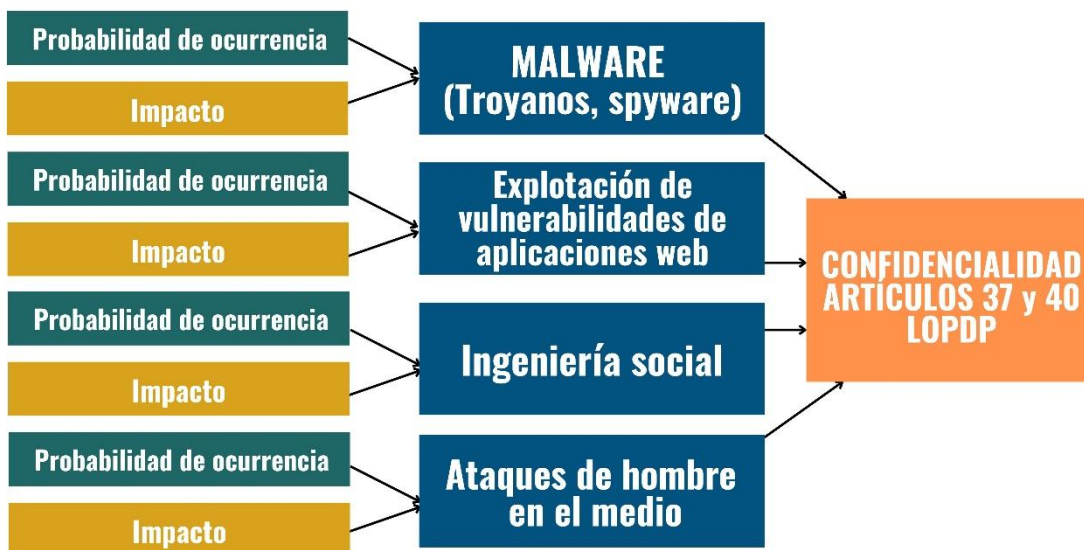 Probabilidad de ocurrencia
Impacto
MALWARE
(Troyanos, spyware)
Probabilidad de ocurrencia
Impacto
Explotación de
vulnerabilidades de
aplicaciones web
Probabilidad de ocurrencia
Impacto
Ingeniería social
Probabilidad de ocurrencia
Impacto
Ataques de hombre
en el medio
CONFIDENCIALIDAD
ARTÍCULOS 37 y 40
LOPDP